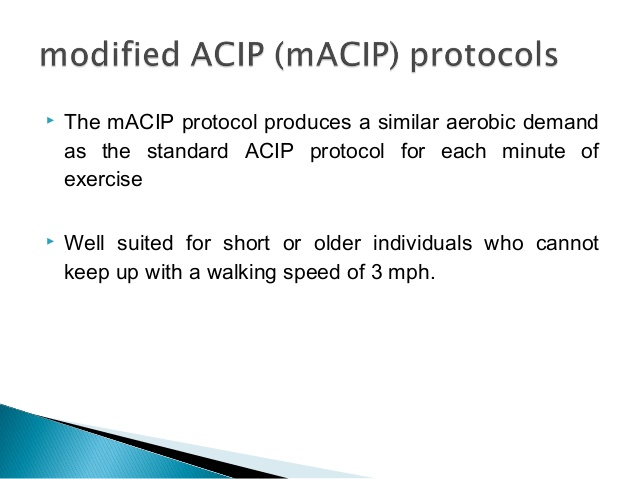 modified ACIP (mACIP) protocols
The mACIP protocol produces a similar aerobic demand
as the standard ACIP protocol for each minute of
exercise
Well suited for short or older individuals who cannot
keep up with a walking speed of 3 mph.